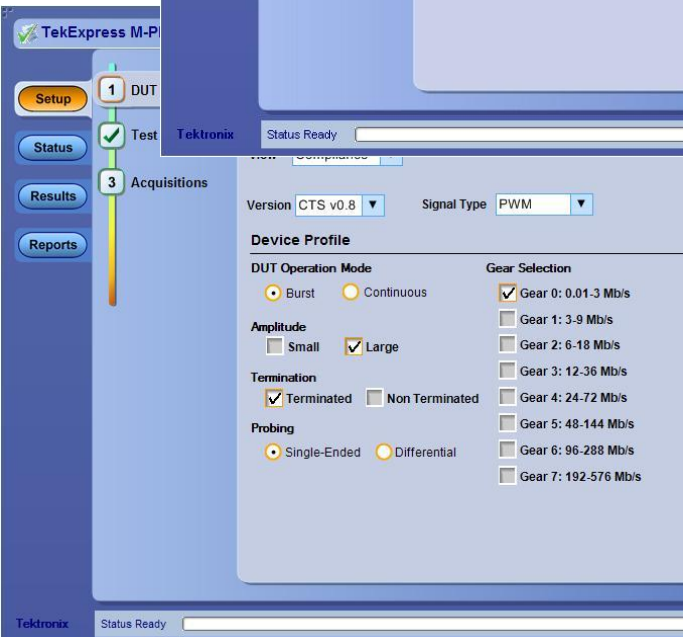 TekExpress M-P
Setup
1 DUT
Status
Test
Tektronix Status Ready
3 Acquisitions
Results
Reports
Version CTS v0.8 Signal Type PWM
Device Profile
DUT Operation Mode
Burst Continuous
Amplitude
Small Large
Termination
Terminated Non Terminated
Probing
Single-Ended Differential
Gear Selection
Gear 0: 0.01-3 Mb/s
Gear 1: 3-9 Mb/s
Gear 2: 6-18 Mb/s
Gear 3: 12-36 Mb/s
Gear 4: 24-72 Mb/s
Gear 5: 48-144 Mb/s
Gear 6: 96-288 Mb/s
Gear 7: 192-576 Mb/s
Tektronix Status Ready